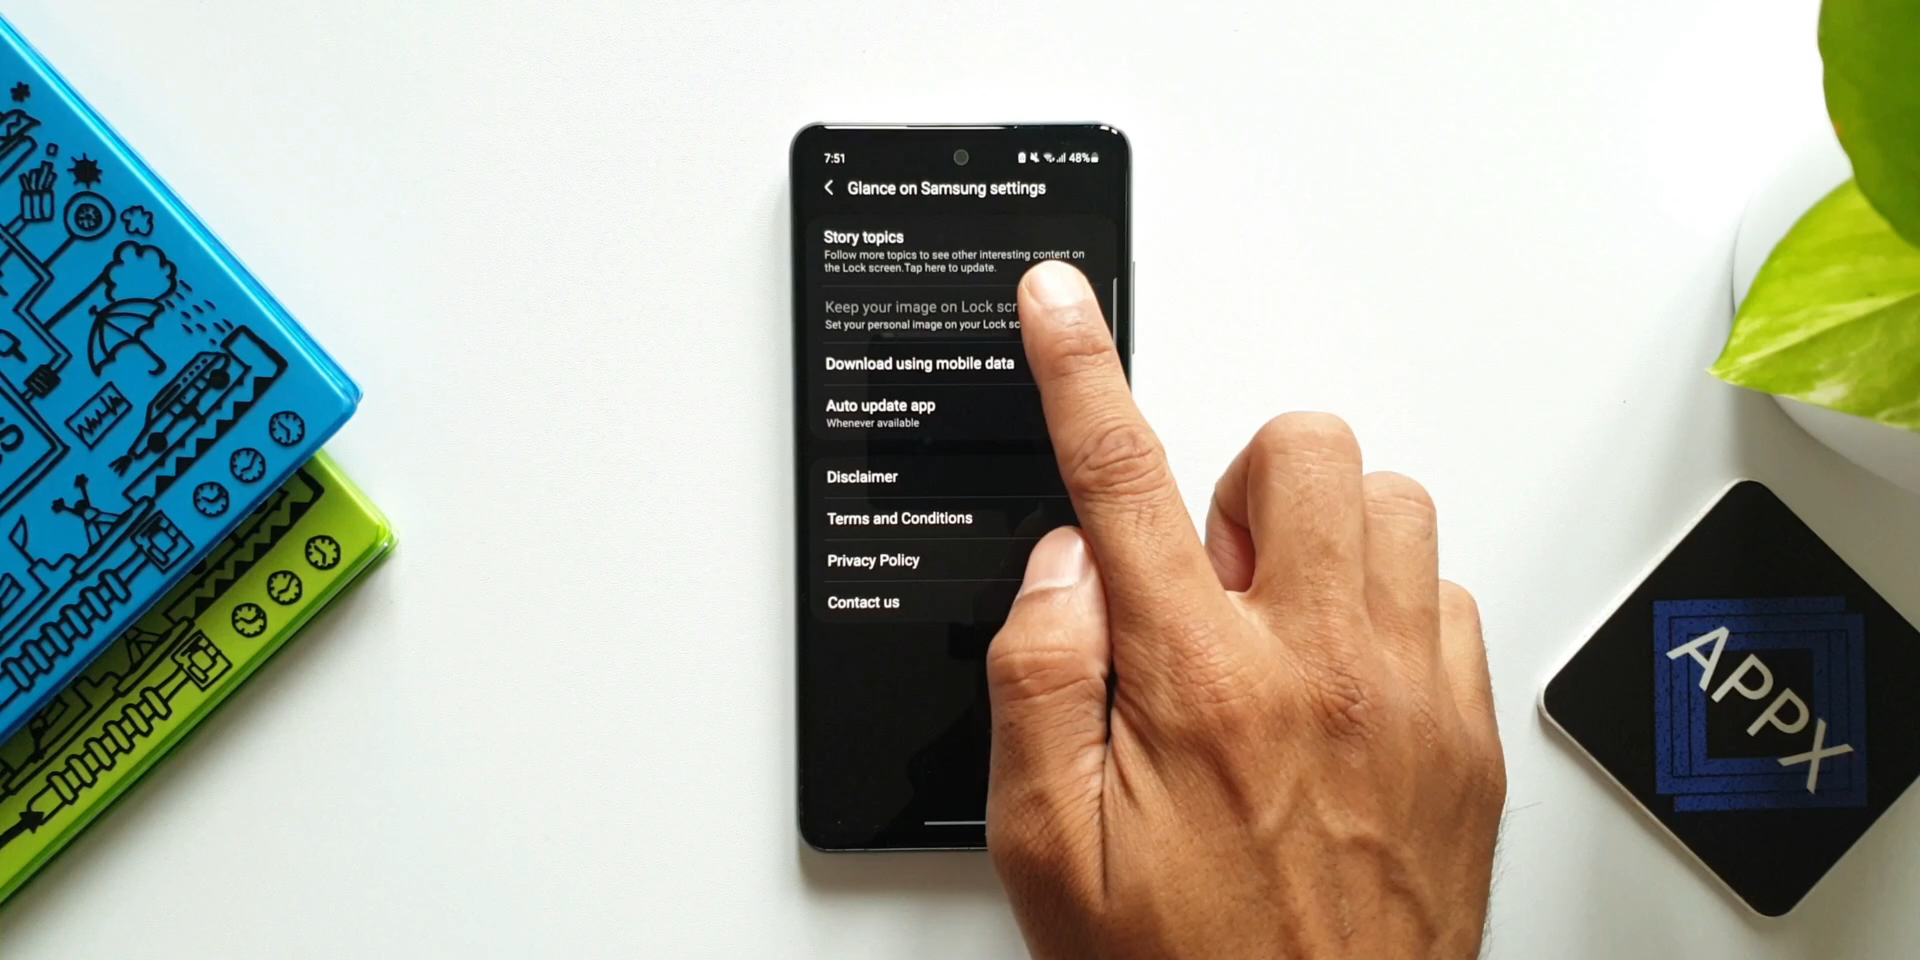 7:51
48%
Glance on Samsung settings
Story topics
Follow more topics to see other interesting content on
the Lock screen.Tap here to update.
Keep your image on Lock scr
Set your personal image on your Lock sc
Download using mobile data
Auto update app
Whenever available
Disclaimer
Terms and Conditions
Privacy Policy
Contact us
APPX